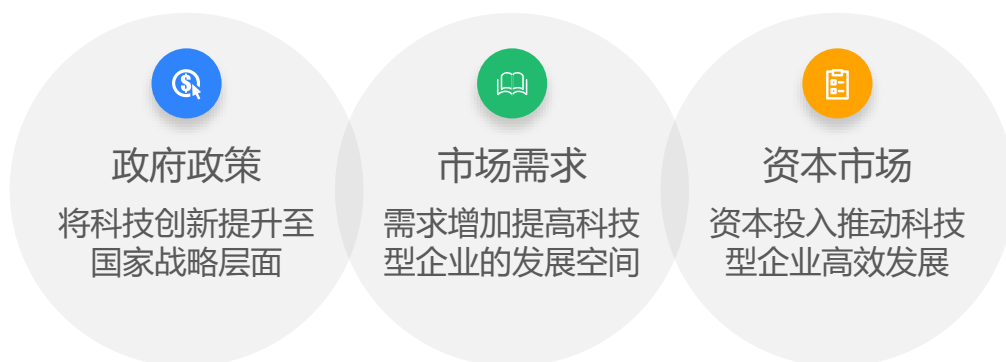 政府政策
将科技创新提升至
国家战略层面
市场需求
需求增加提高科技
型企业的发展空间
资本市场
资本投入推动科技
型企业高效发展